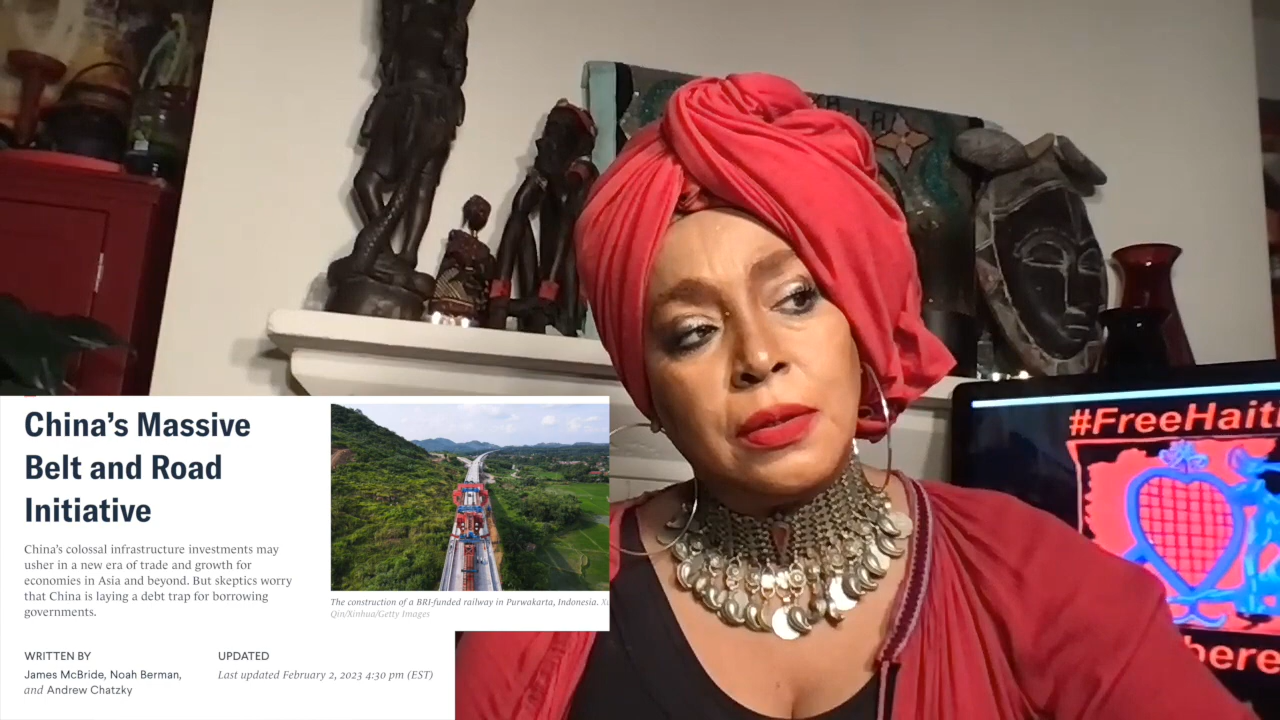 China's Massive
Belt and Road
Initiative
China's colossal infrastructure investments may
usher in a new era of trade and growth for
economies in Asia and beyond. But skeptics worry
that China is laying a debt trap for borrowing
governments.
The construction of a BRI-funded railway in Purwakarta, Indonesia.
Qin/Xinhua/Getty Images
WRITTEN BY
James McBride, Noah Berman,
and Andrew Chatzky
UPDATED
Last updated February 2, 2023 4:30 pm (EST)
#FreeHaiti